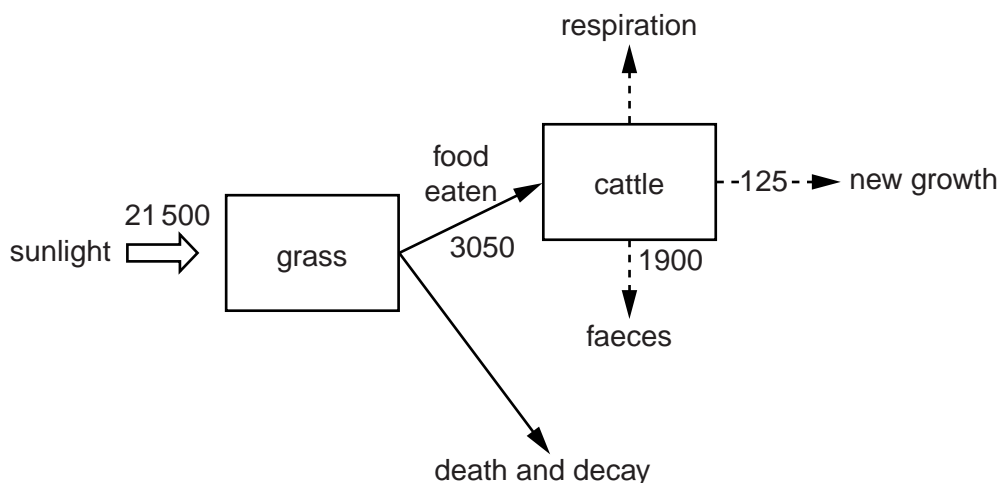 respiration
food
eaten
cattle
125
new growth
21 500
sunlight
grass
3050
1900
faeces
death and decay